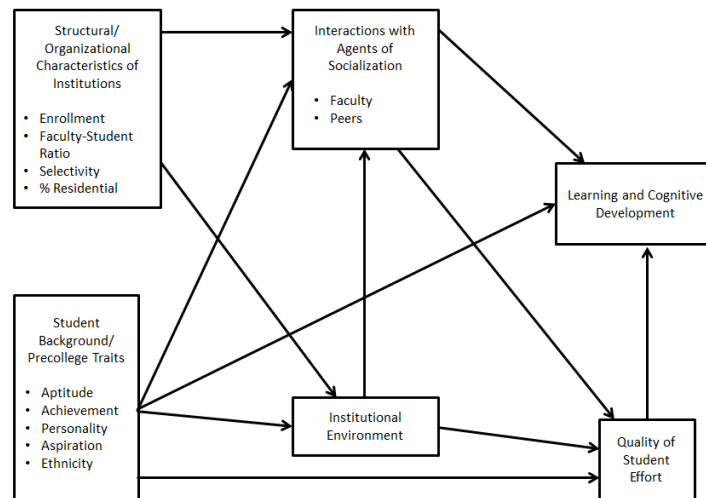 Structural/
Organizational
Characteristics of
Institutions
• Enrollment
• Faculty-Student
Ratio
• Selectivity
• % Residential
Interactions with
Agents of
Socialization
• Faculty
• Peers
Learning and Cognitive
Development
Student
Background/
Precollege Traits
• Aptitude
• Achievement
• Personality
• Aspiration
• Ethnicity
Institutional
Environment
Quality of
Student
Effort